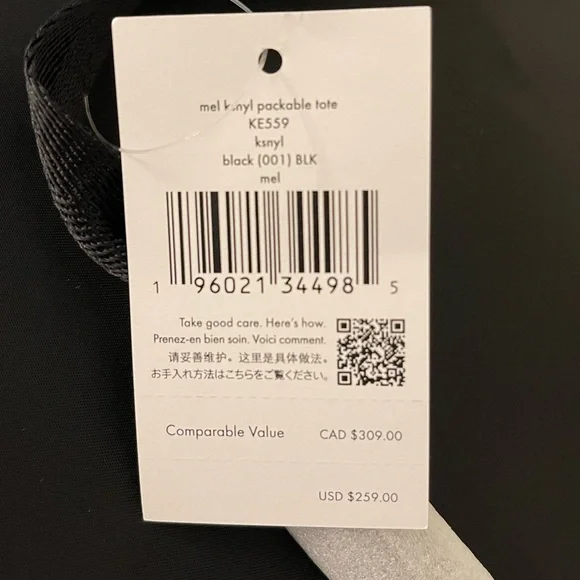 mel ksnyl packable tote
KE559
ksnyl
black (001) BLK
mel
1 96021 34498 5
Take good care. Here's how.
Prenez-en bien soin. Voici comment.
请妥善维护。这里是具体做法。
お手入れ方法はこちらをご覧ください。
Comparable Value CAD $309.00
USD $259.00